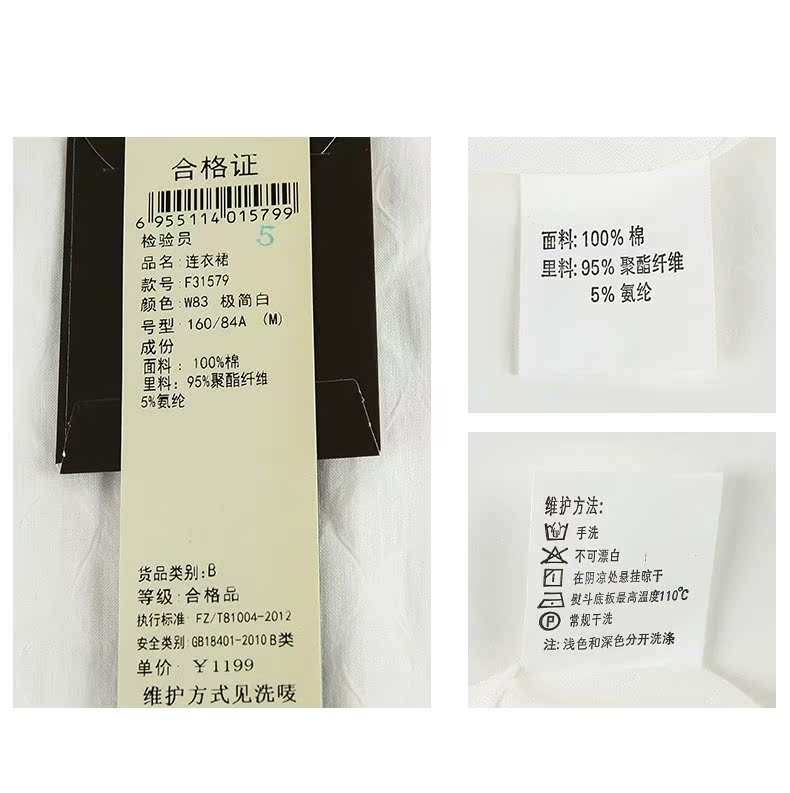 合格证
6 955114 015799
检验员 5
品名：连衣裙
款号：F31579
颜色：W83 极简白
号型：160/84A （M）
成份
面料：100%棉
里料：95%聚酯纤维
5%氨纶
货品类别：B
等级：合格品
执行标准：FZ/T81004-2012
安全类别：GB18401-2010 B类
单价：￥1199
维护方式见洗唛
面料:100%棉
里料:95%聚酯纤维
5%氨纶
维护方法:
手洗
不可漂白
在阴凉处悬挂晾干
熨斗底板最高温度110℃
P 常规干洗
注:浅色和深色分开洗涤